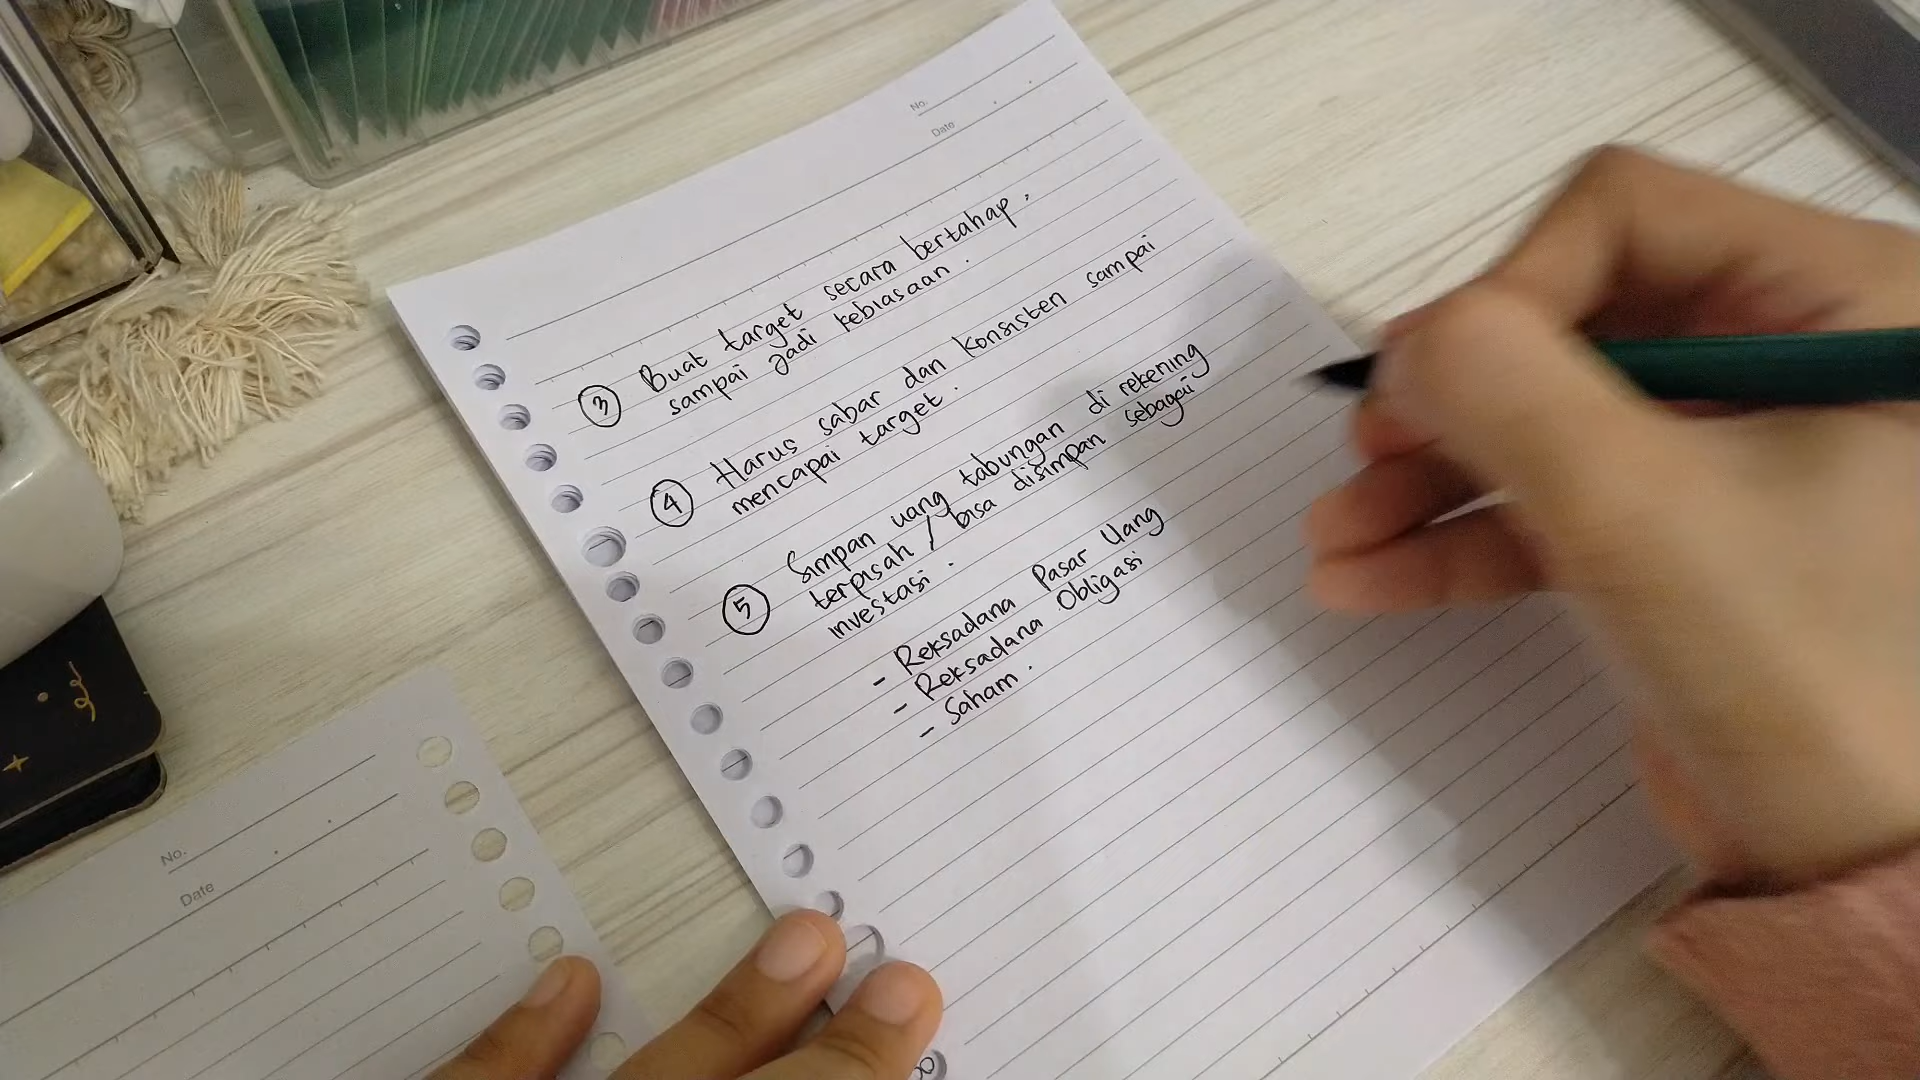 No.
Date
③ Buat target secara bertahap.
sampai jadi kebiasaan.
④ Harus sabar dan konsisten sampai
mencapai target.
⑤ Simpan uang tabungan di rekening
terpisah / bisa disimpan sebagai
investasi.
- Reksadana Pasar Uang
- Reksadana Obligasi
- Saham.
No.
Date